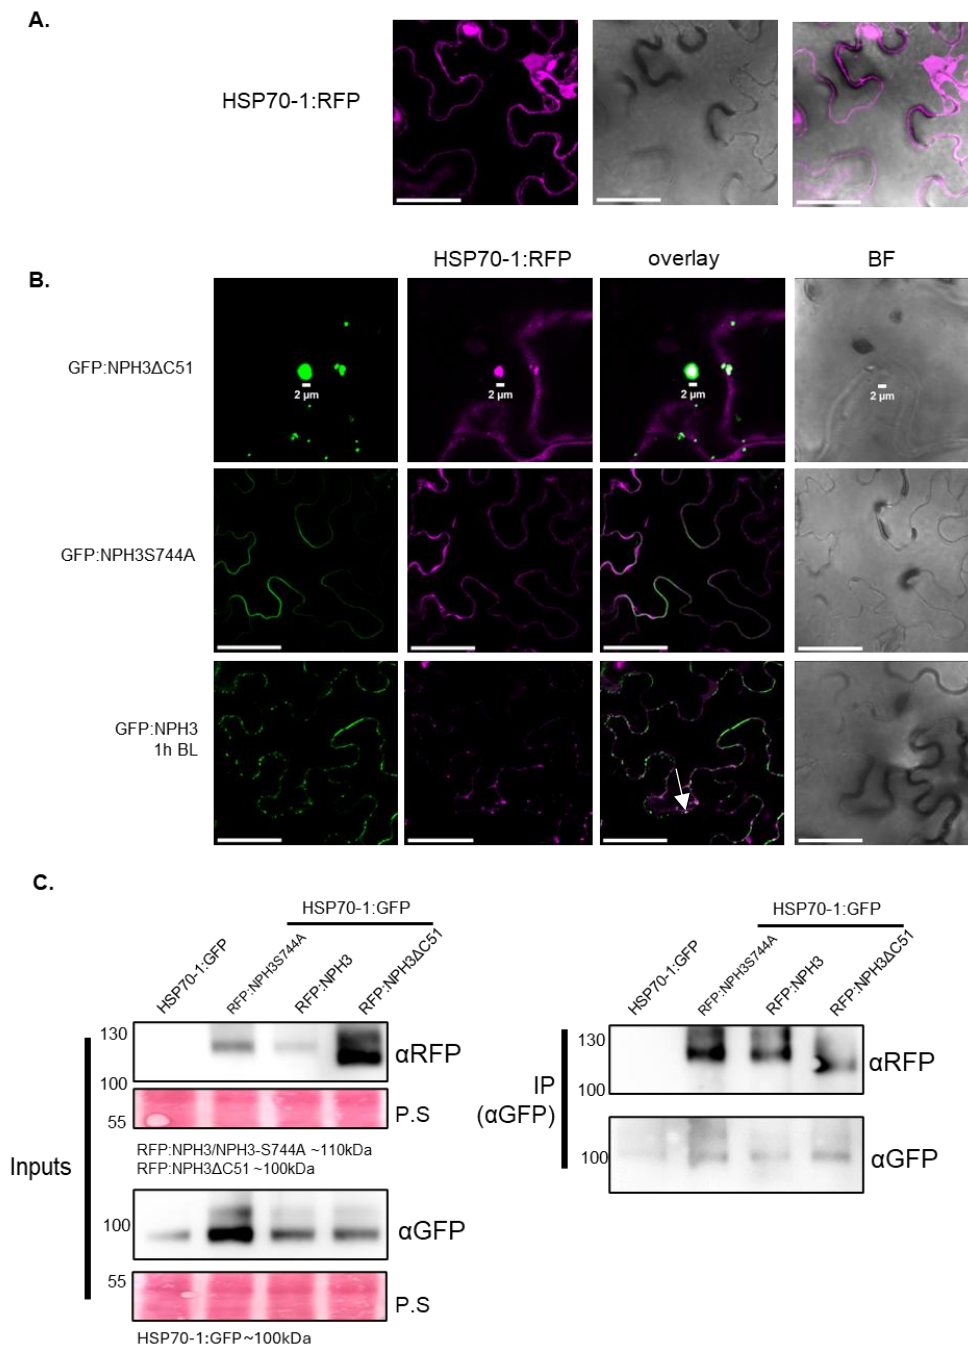 A.
HSP70-1:RFP
B.
HSP70-1:RFP
overlay
BF
GFP:NPH3ΔC51
2 μm
2 μm
2 μm
2 μm
GFP:NPH3S744A
GFP:NPH3
1h BL
C.
HSP70-1:GFP
HSP70-1:GFP
RFP:NPH3S744A
RFP:NPH3
RFP:NPH3ΔC51
130
αRFP
100
55
P.S
RFP:NPH3/NPH3-S744A ~110kDa
RFP:NPH3ΔC51 ~100kDa
Inputs
100
αGFP
55
P.S
HSP70-1:GFP ~100kDa
HSP70-1:GFP
HSP70-1:GFP
RFP:NPH3S744A
RFP:NPH3
RFP:NPH3ΔC51
130
αRFP
100
IP
(αGFP)
100
αGFP